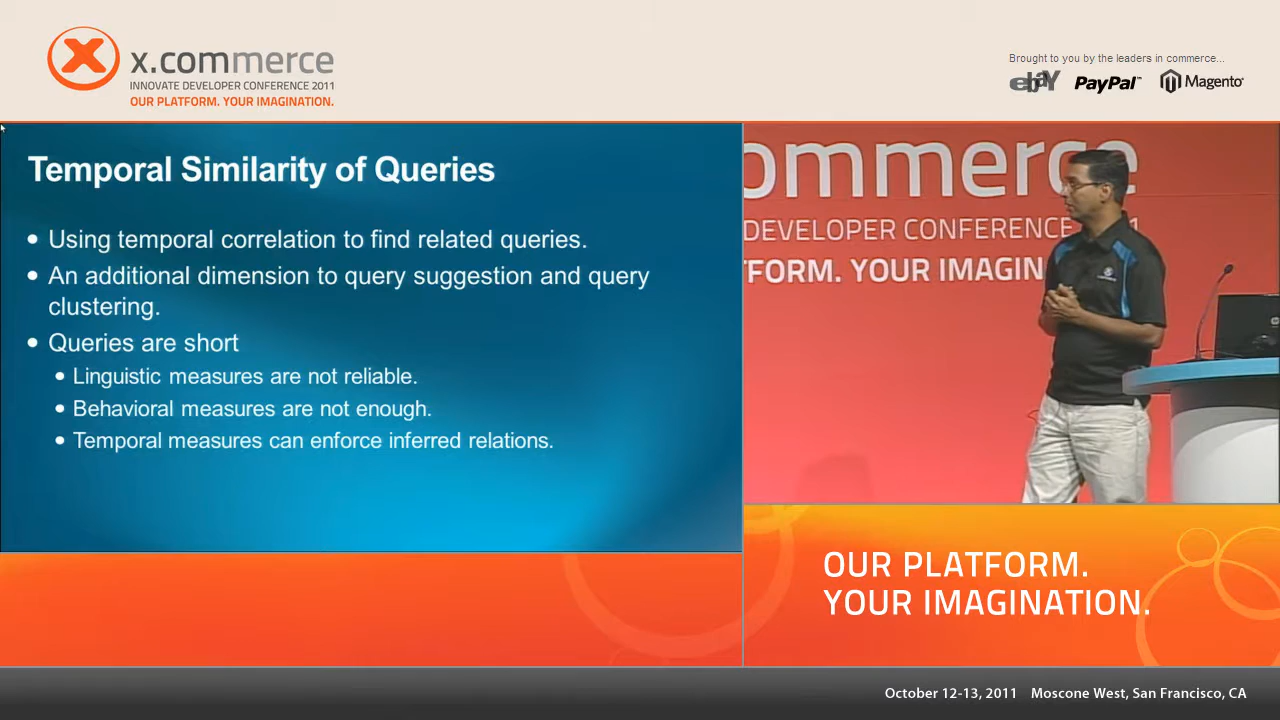 x.commerce
INNOVATE DEVELOPER CONFERENCE 2011
OUR PLATFORM. YOUR IMAGINATION.
Brought to you by the leaders in commerce...
ebaY PayPal™ Magento®
Temporal Similarity of Queries
• Using temporal correlation to find related queries.
• An additional dimension to query suggestion and query
clustering.
• Queries are short
• Linguistic measures are not reliable.
• Behavioral measures are not enough.
• Temporal measures can enforce inferred relations.
ommerce
DEVELOPER CONFERENCE
FORM. YOUR IMAGIN
OUR PLATFORM.
YOUR IMAGINATION.
October 12-13, 2011 Moscone West, San Francisco, CA